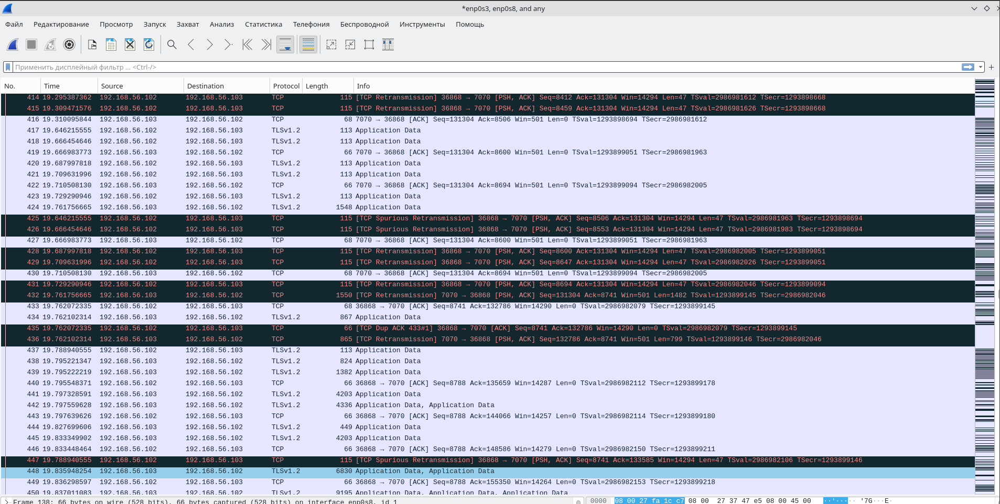 *enp0s3, enp0s8, and any
Файл Редактирование Просмотр Запуск Захват Анализ Статистика Телефония Беспроводной Инструменты Помощь
Применить дисплейный фильтр ... <Ctrl-/>
No. Time Source Destination Protocol Length Info
414 19.295387362 192.168.56.102 192.168.56.103 TCP 115 [TCP Retransmission] 36868 → 7070 [PSH, ACK] Seq=8412 Ack=131304 Win=14294 Len=47 TSval=2986981612 TSecr=1293898668
415 19.309471576 192.168.56.102 192.168.56.103 TCP 115 [TCP Retransmission] 36868 → 7070 [PSH, ACK] Seq=8459 Ack=131304 Win=14294 Len=47 TSval=2986981626 TSecr=1293898668
416 19.310095844 192.168.56.103 192.168.56.102 TCP 68 7070 → 36868 [ACK] Seq=131304 Ack=8506 Win=501 Len=0 TSval=1293898694 TSecr=2986981612
417 19.646215555 192.168.56.102 192.168.56.103 TLSv1.2 113 Application Data
418 19.666454646 192.168.56.102 192.168.56.103 TLSv1.2 113 Application Data
419 19.666983773 192.168.56.103 192.168.56.102 TCP 66 7070 → 36868 [ACK] Seq=131304 Ack=8600 Win=501 Len=0 TSval=1293899051 TSecr=2986981963
420 19.687997818 192.168.56.102 192.168.56.103 TLSv1.2 113 Application Data
421 19.709631996 192.168.56.102 192.168.56.103 TLSv1.2 113 Application Data
422 19.710508130 192.168.56.103 192.168.56.102 TCP 66 7070 → 36868 [ACK] Seq=131304 Ack=8694 Win=501 Len=0 TSval=1293899094 TSecr=2986982005
423 19.729290946 192.168.56.102 192.168.56.103 TLSv1.2 113 Application Data
424 19.761756665 192.168.56.103 192.168.56.102 TLSv1.2 1548 Application Data
425 19.646215555 192.168.56.102 192.168.56.103 TCP 115 [TCP Spurious Retransmission] 36868 → 7070 [PSH, ACK] Seq=8506 Ack=131304 Win=14294 Len=47 TSval=2986981963 TSecr=1293898694
426 19.666454646 192.168.56.102 192.168.56.103 TCP 115 [TCP Spurious Retransmission] 36868 → 7070 [PSH, ACK] Seq=8553 Ack=131304 Win=14294 Len=47 TSval=2986981983 TSecr=1293898694
427 19.666983773 192.168.56.103 192.168.56.102 TCP 68 7070 → 36868 [ACK] Seq=131304 Ack=8600 Win=501 Len=0 TSval=1293899051 TSecr=2986981963
428 19.687997818 192.168.56.102 192.168.56.103 TCP 115 [TCP Retransmission] 36868 → 7070 [PSH, ACK] Seq=8600 Ack=131304 Win=14294 Len=47 TSval=2986982005 TSecr=1293899051
429 19.709631996 192.168.56.102 192.168.56.103 TCP 115 [TCP Retransmission] 36868 → 7070 [PSH, ACK] Seq=8647 Ack=131304 Win=14294 Len=47 TSval=2986982026 TSecr=1293899051
430 19.710508130 192.168.56.103 192.168.56.102 TCP 68 7070 → 36868 [ACK] Seq=131304 Ack=8694 Win=501 Len=0 TSval=1293899094 TSecr=2986982005
431 19.729290946 192.168.56.102 192.168.56.103 TCP 115 [TCP Retransmission] 36868 → 7070 [PSH, ACK] Seq=8694 Ack=131304 Win=14294 Len=47 TSval=2986982046 TSecr=1293899094
432 19.761756665 192.168.56.103 192.168.56.102 TCP 1550 [TCP Retransmission] 7070 → 36868 [PSH, ACK] Seq=131304 Ack=8741 Win=501 Len=1482 TSval=1293899145 TSecr=2986982046
433 19.762072335 192.168.56.102 192.168.56.103 TCP 68 36868 → 7070 [ACK] Seq=8741 Ack=132786 Win=14290 Len=0 TSval=2986982079 TSecr=1293899145
434 19.762102314 192.168.56.103 192.168.56.102 TLSv1.2 867 Application Data
435 19.762072335 192.168.56.102 192.168.56.103 TCP 66 [TCP Dup ACK 433#1] 36868 → 7070 [ACK] Seq=8741 Ack=132786 Win=14290 Len=0 TSval=2986982079 TSecr=1293899145
436 19.762102314 192.168.56.103 192.168.56.102 TCP 865 [TCP Retransmission] 7070 → 36868 [PSH, ACK] Seq=132786 Ack=8741 Win=501 Len=799 TSval=1293899146 TSecr=2986982046
437 19.788940555 192.168.56.102 192.168.56.103 TLSv1.2 113 Application Data
438 19.795221347 192.168.56.103 192.168.56.102 TLSv1.2 824 Application Data
439 19.795222219 192.168.56.103 192.168.56.102 TLSv1.2 1382 Application Data
440 19.795548371 192.168.56.102 192.168.56.103 TCP 66 36868 → 7070 [ACK] Seq=8788 Ack=135659 Win=14287 Len=0 TSval=2986982112 TSecr=1293899178
441 19.797328591 192.168.56.103 192.168.56.102 TLSv1.2 4203 Application Data
442 19.797559628 192.168.56.103 192.168.56.102 TLSv1.2 4336 Application Data, Application Data
443 19.797639626 192.168.56.102 192.168.56.103 TCP 66 36868 → 7070 [ACK] Seq=8788 Ack=144066 Win=14257 Len=0 TSval=2986982114 TSecr=1293899180
444 19.827699606 192.168.56.103 192.168.56.102 TLSv1.2 449 Application Data
445 19.833349902 192.168.56.103 192.168.56.102 TLSv1.2 4203 Application Data
446 19.833448464 192.168.56.102 192.168.56.103 TCP 66 36868 → 7070 [ACK] Seq=8788 Ack=148586 Win=14279 Len=0 TSval=2986982150 TSecr=1293899211
447 19.788940555 192.168.56.102 192.168.56.103 TCP 115 [TCP Spurious Retransmission] 36868 → 7070 [PSH, ACK] Seq=8741 Ack=133585 Win=14294 Len=47 TSval=2986982106 TSecr=1293899146
448 19.835948254 192.168.56.103 192.168.56.102 TLSv1.2 6830 Application Data, Application Data
449 19.836298597 192.168.56.102 192.168.56.103 TCP 66 36868 → 7070 [ACK] Seq=8788 Ack=155350 Win=14264 Len=0 TSval=2986982153 TSecr=1293899218
450 19.837011083 192.168.56.103 192.168.56.102 TLSv1.2 9195 Application Data, Application Data, Application Data
Frame 138: 66 bytes on wire (528 bits), 66 bytes captured (528 bits) on interface enp0s8, id 1
0000 08 00 27 fa 1c c7 08 00 27 37 47 e5 08 00 45 00 ··'····· '7G···E·